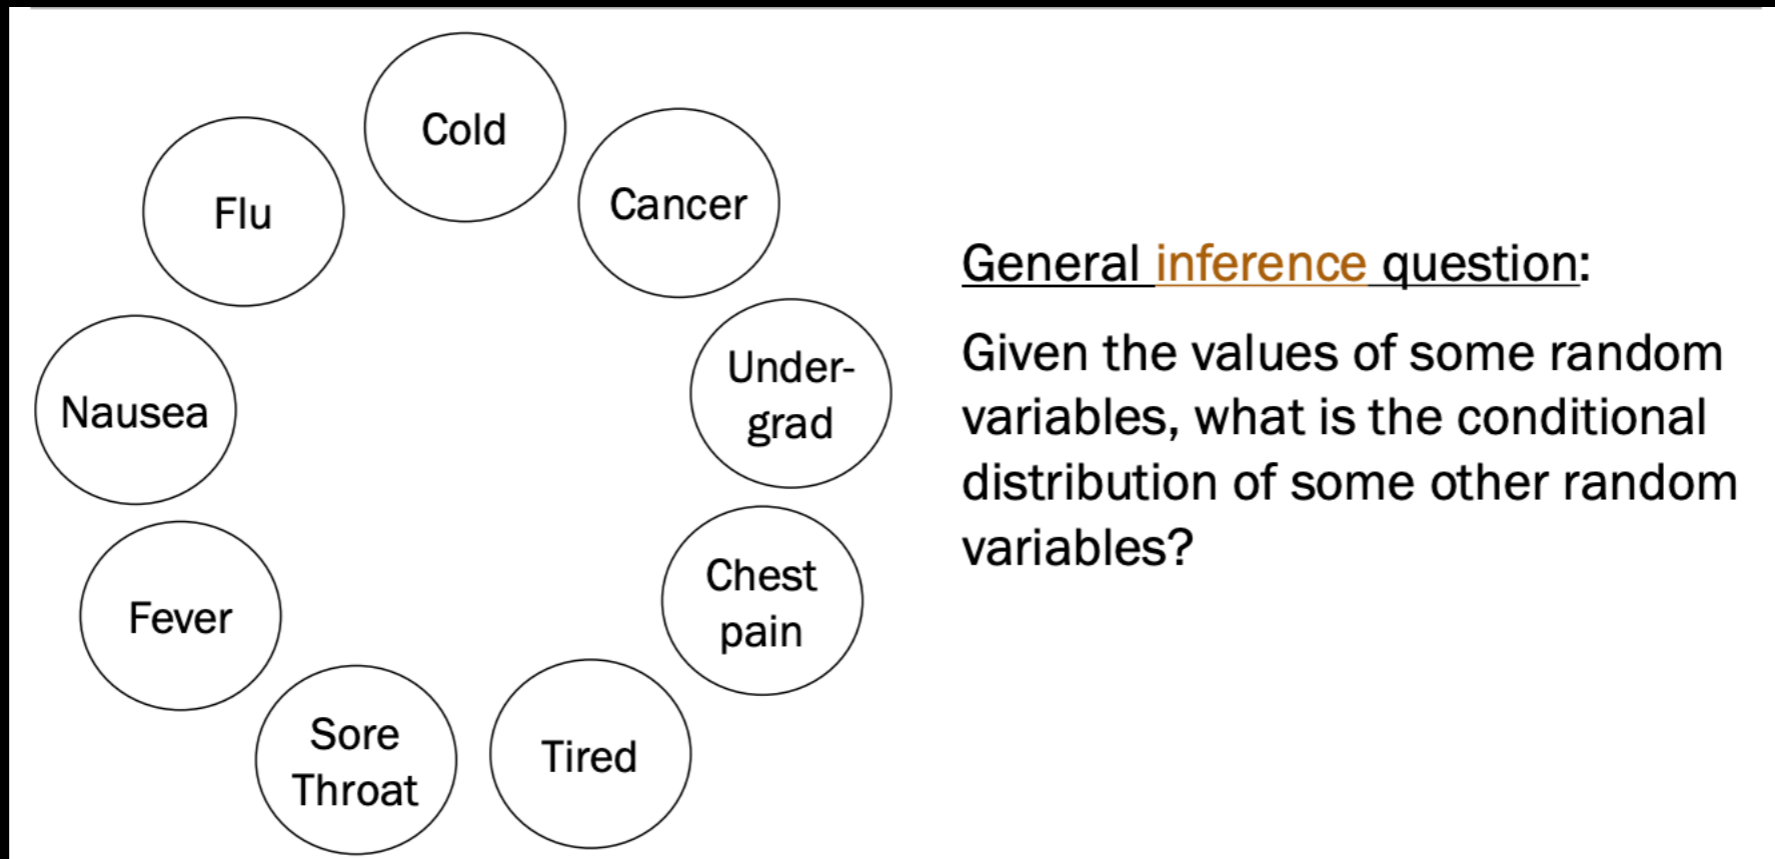 Cold
Cancer
Flu
Under-
grad
Nausea
Chest
pain
Fever
Sore
Throat
Tired
General inference question:
Given the values of some random
variables, what is the conditional
distribution of some other random
variables?